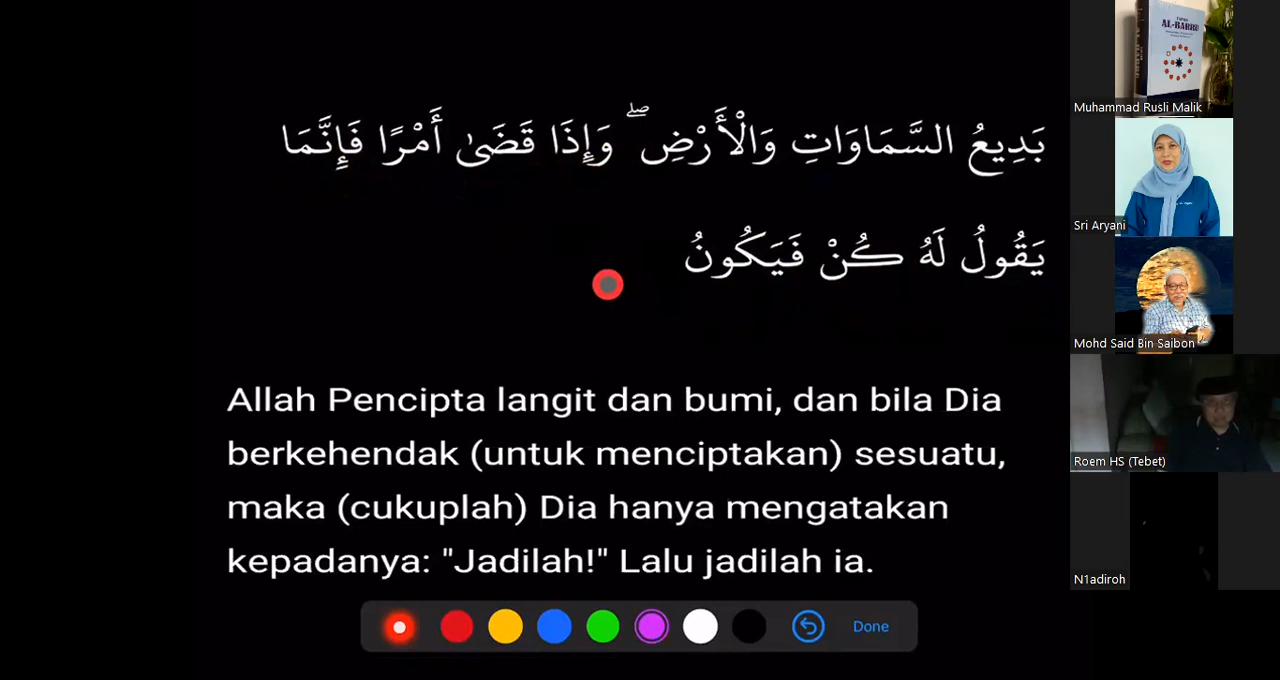 بَدِيعُ السَّمَاوَاتِ وَالْأَرْضِ ۖ وَإِذَا قَضَىٰ أَمْرًا فَإِنَّمَا
يَقُولُ لَهُ كُنْ فَيَكُونُ
Allah Pencipta langit dan bumi, dan bila Dia
berkehendak (untuk menciptakan) sesuatu,
maka (cukuplah) Dia hanya mengatakan
kepadanya: "Jadilah!" Lalu jadilah ia.
Done
AL-BARRU
Muhammad Rusli Malik
Sri Aryani
Mohd Said Bin Saibon
Roem HS (Tebet)
N1adiroh